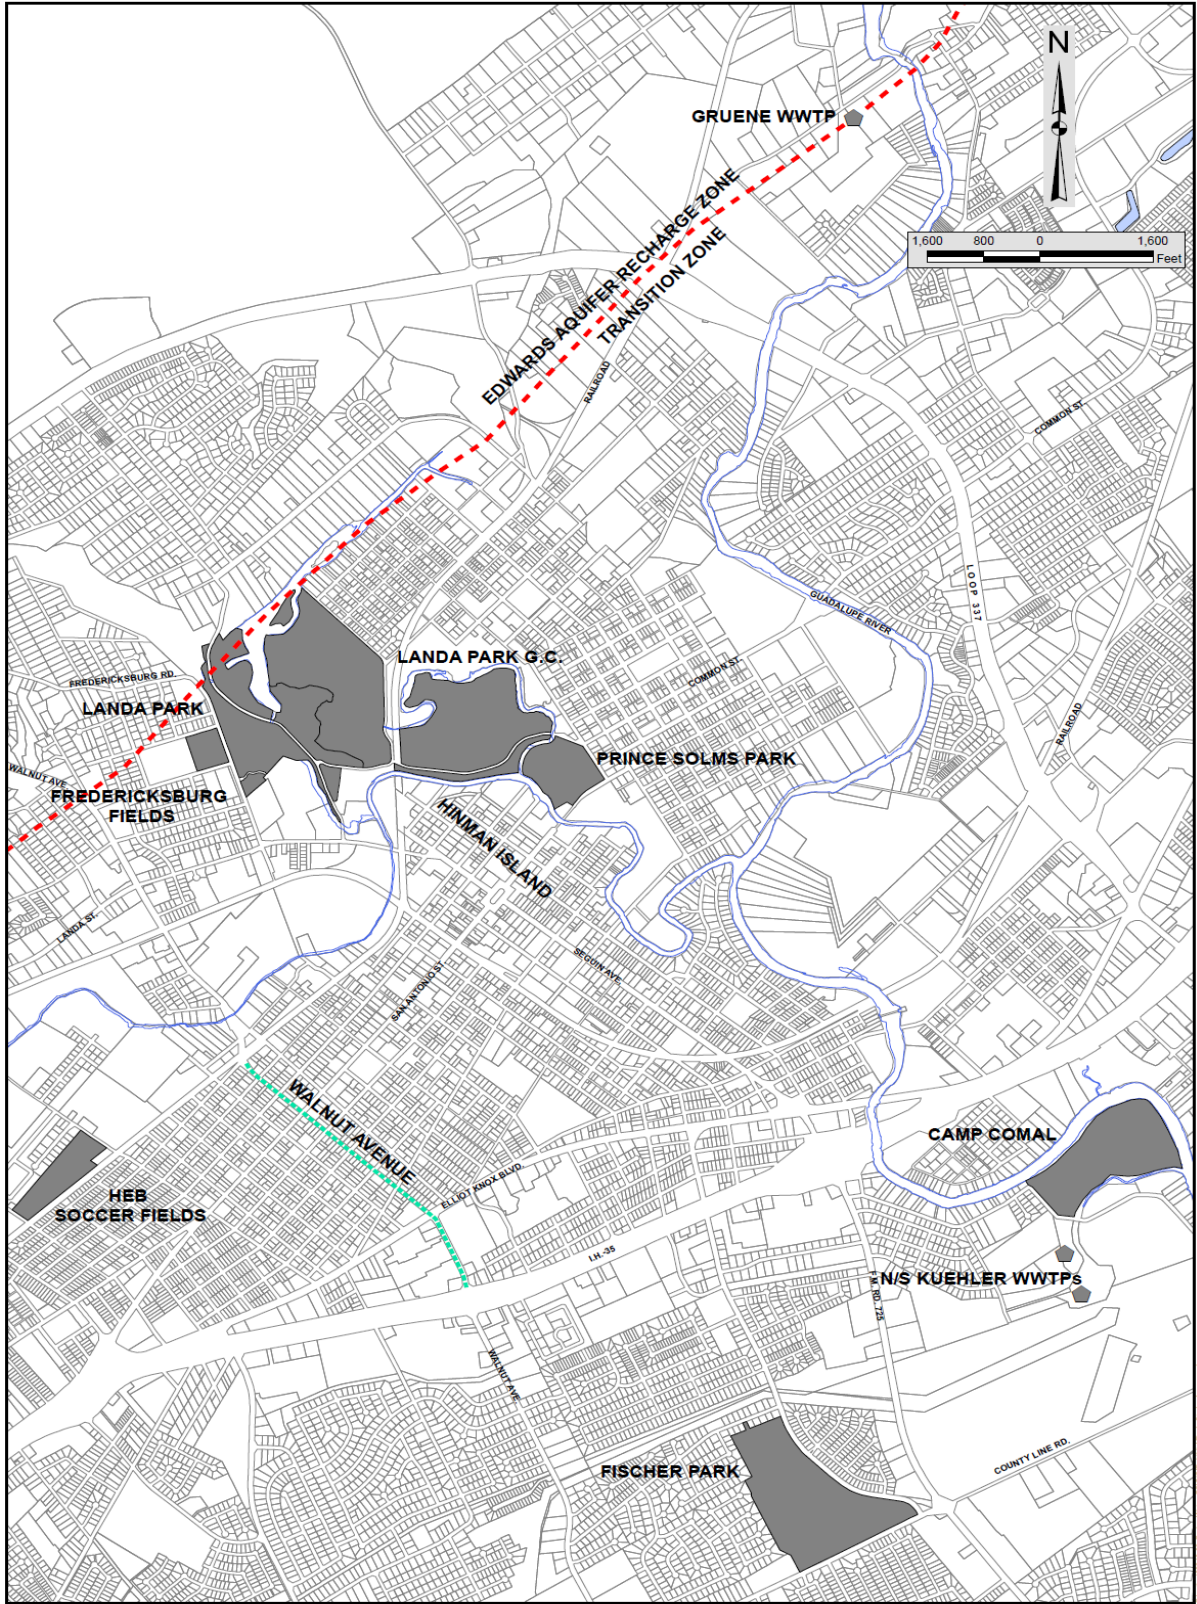 N
GRUENE WWTP
1,600 800 0 1,600
Feet
EDWARDS AQUIFER RECHARGE ZONE
TRANSITION ZONE
RAILROAD
COMMON ST
LOOP 337
GUADALUPE RIVER
LANDA PARK G.C.
COMMON ST
FREDERICKSBURG RD.
LANDA PARK
RAILROAD
PRINCE SOLMS PARK
WALNUT AVE
FREDERICKSBURG
FIELDS
HINMAN ISLAND
LANDA ST.
SEGUIN AVE
SAN ANTONIO ST
WALNUT AVENUE
CAMP COMAL
ELLIOT KNOX BLVD
HEB
SOCCER FIELDS
I.H.-35
N/S KUEHLER WWTPs
F.M. RD. 725
WALNUT AVE
COUNTY LINE RD.
FISCHER PARK